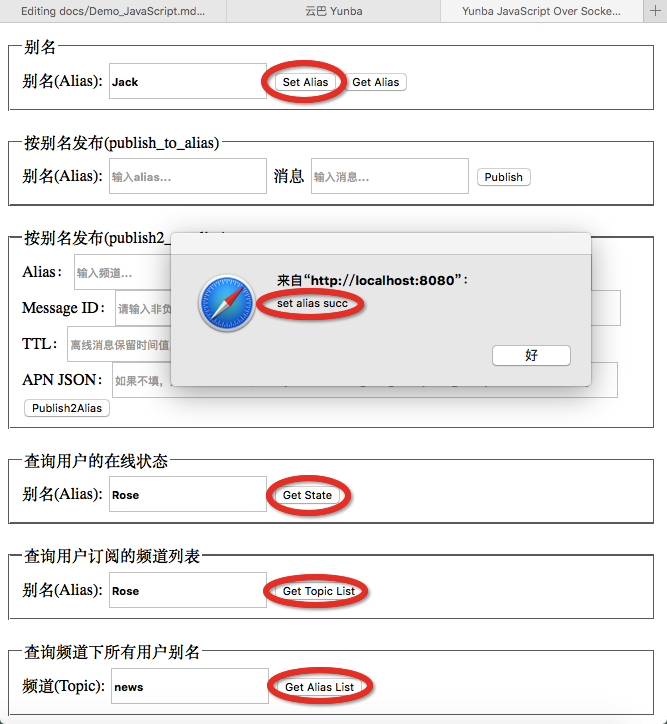 Editing docs/Demo_JavaScript.md... 云巴 Yunba Yunba JavaScript Over Socke...
别名
别名(Alias): Jack Set Alias Get Alias
按别名发布(publish_to_alias)
别名(Alias): 输入alias... 消息 输入消息... Publish
按别名发布(publish2_
Alias： 输入频道...
Message ID： 请输入非负
TTL： 离线消息保留时间值
APN JSON： 如果不填，
Publish2Alias
来自“http://localhost:8080”：
set alias succ
好
查询用户的在线状态
别名(Alias): Rose Get State
查询用户订阅的频道列表
别名(Alias): Rose Get Topic List
查询频道下所有用户别名
频道(Topic): news Get Alias List